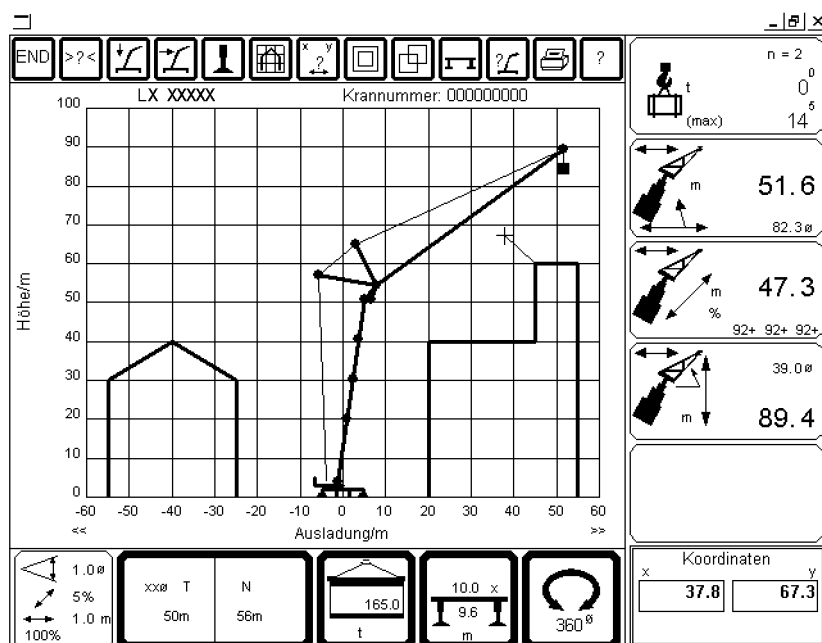 END >?< x y ? ? ?
LX XXXXX Krannummer: 000000000
Höhe/m
100
90
80
70
60
50
40
30
20
10
0
-60 -50 -40 -30 -20 -10 0 10 20 30 40 50 60
<< Ausladung/m >>
n = 2
t 0 0
(max) 14 5
m 51.6
82.3ø
m 47.3
%
92+ 92+ 92+
39.0ø
m 89.4
1.0ø
5%
1.0 m
100%
xxø T N
50m 56m
165.0
t
10.0 x
9.6
m
360ø
Koordinaten
x y
37.8 67.3